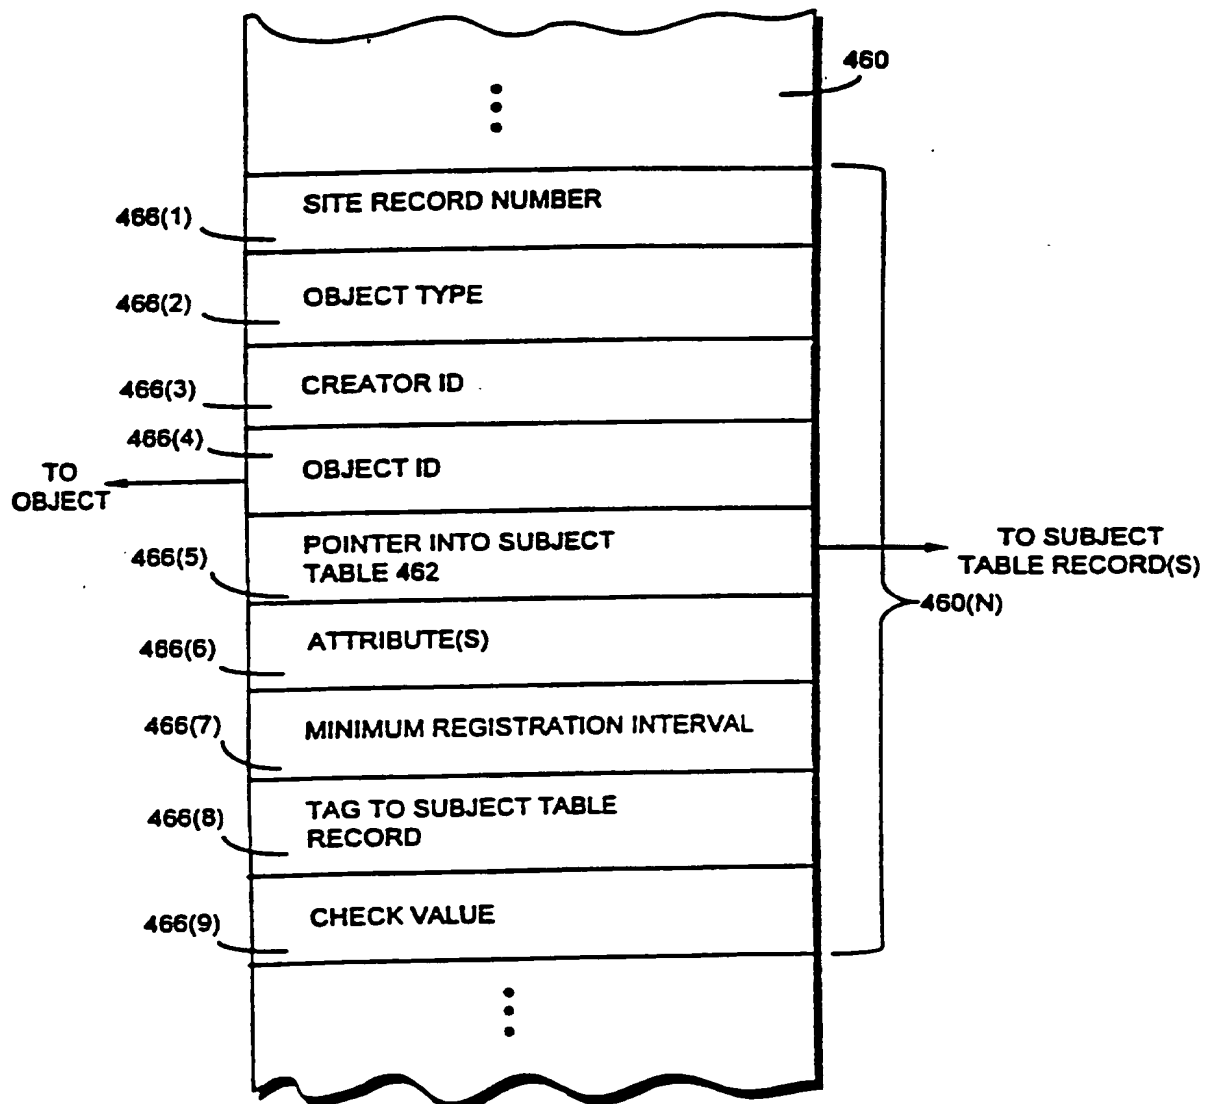 460
SITE RECORD NUMBER
466(1)
OBJECT TYPE
466(2)
CREATOR ID
466(3)
466(4)
OBJECT ID
TO
OBJECT
POINTER INTO SUBJECT
TABLE 462
466(5)
TO SUBJECT
TABLE RECORD(S)
460(N)
ATTRIBUTE(S)
466(6)
MINIMUM REGISTRATION INTERVAL
466(7)
TAG TO SUBJECT TABLE
RECORD
466(8)
CHECK VALUE
466(9)